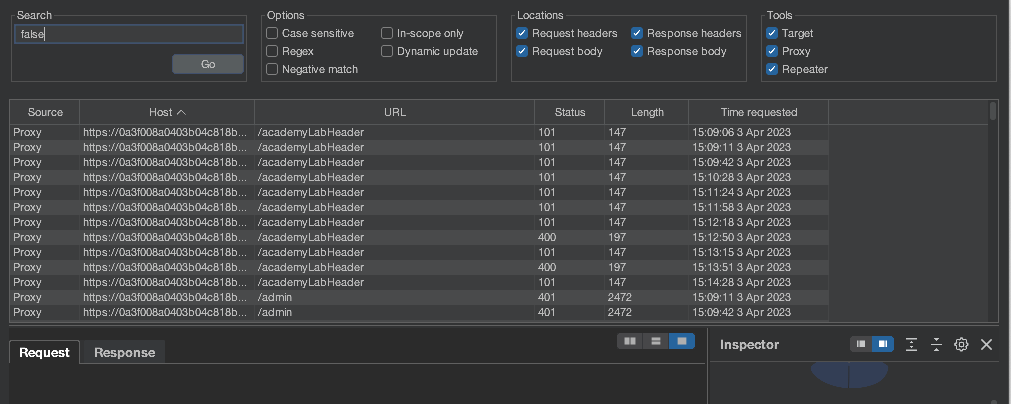 Search Options Locations Tools
false Case sensitive In-scope only Request headers Response headers Target
Regex Dynamic update Request body Response body Proxy
Go Negative match Repeater
Source Host URL Status Length Time requested
Proxy https://0a3f008a0403b04c818b... /academyLabHeader 101 147 15:09:06 3 Apr 2023
Proxy https://0a3f008a0403b04c818b... /academyLabHeader 101 147 15:09:11 3 Apr 2023
Proxy https://0a3f008a0403b04c818b... /academyLabHeader 101 147 15:09:42 3 Apr 2023
Proxy https://0a3f008a0403b04c818b... /academyLabHeader 101 147 15:10:28 3 Apr 2023
Proxy https://0a3f008a0403b04c818b... /academyLabHeader 101 147 15:11:24 3 Apr 2023
Proxy https://0a3f008a0403b04c818b... /academyLabHeader 101 147 15:11:58 3 Apr 2023
Proxy https://0a3f008a0403b04c818b... /academyLabHeader 101 147 15:12:18 3 Apr 2023
Proxy https://0a3f008a0403b04c818b... /academyLabHeader 400 197 15:12:50 3 Apr 2023
Proxy https://0a3f008a0403b04c818b... /academyLabHeader 101 147 15:13:15 3 Apr 2023
Proxy https://0a3f008a0403b04c818b... /academyLabHeader 400 197 15:13:51 3 Apr 2023
Proxy https://0a3f008a0403b04c818b... /academyLabHeader 101 147 15:14:28 3 Apr 2023
Proxy https://0a3f008a0403b04c818b... /admin 401 2472 15:09:11 3 Apr 2023
Proxy https://0a3f008a0403b04c818b... /admin 401 2472 15:09:42 3 Apr 2023
Request Response Inspector